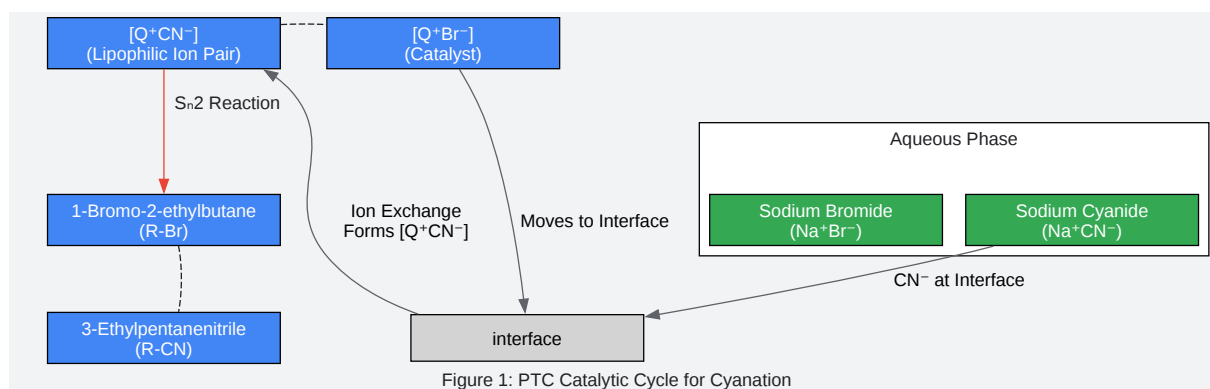 [Q⁺CN⁻]
(Lipophilic Ion Pair)
[Q⁺Br⁻]
(Catalyst)
Sₙ2 Reaction
Aqueous Phase
1-Bromo-2-ethylbutane
(R-Br)
Ion Exchange
Forms [Q⁺CN⁻]
Moves to Interface
Sodium Bromide
(Na⁺Br⁻)
Sodium Cyanide
(Na⁺CN⁻)
CN⁻ at Interface
3-Ethylpentanenitrile
(R-CN)
interface
Figure 1: PTC Catalytic Cycle for Cyanation